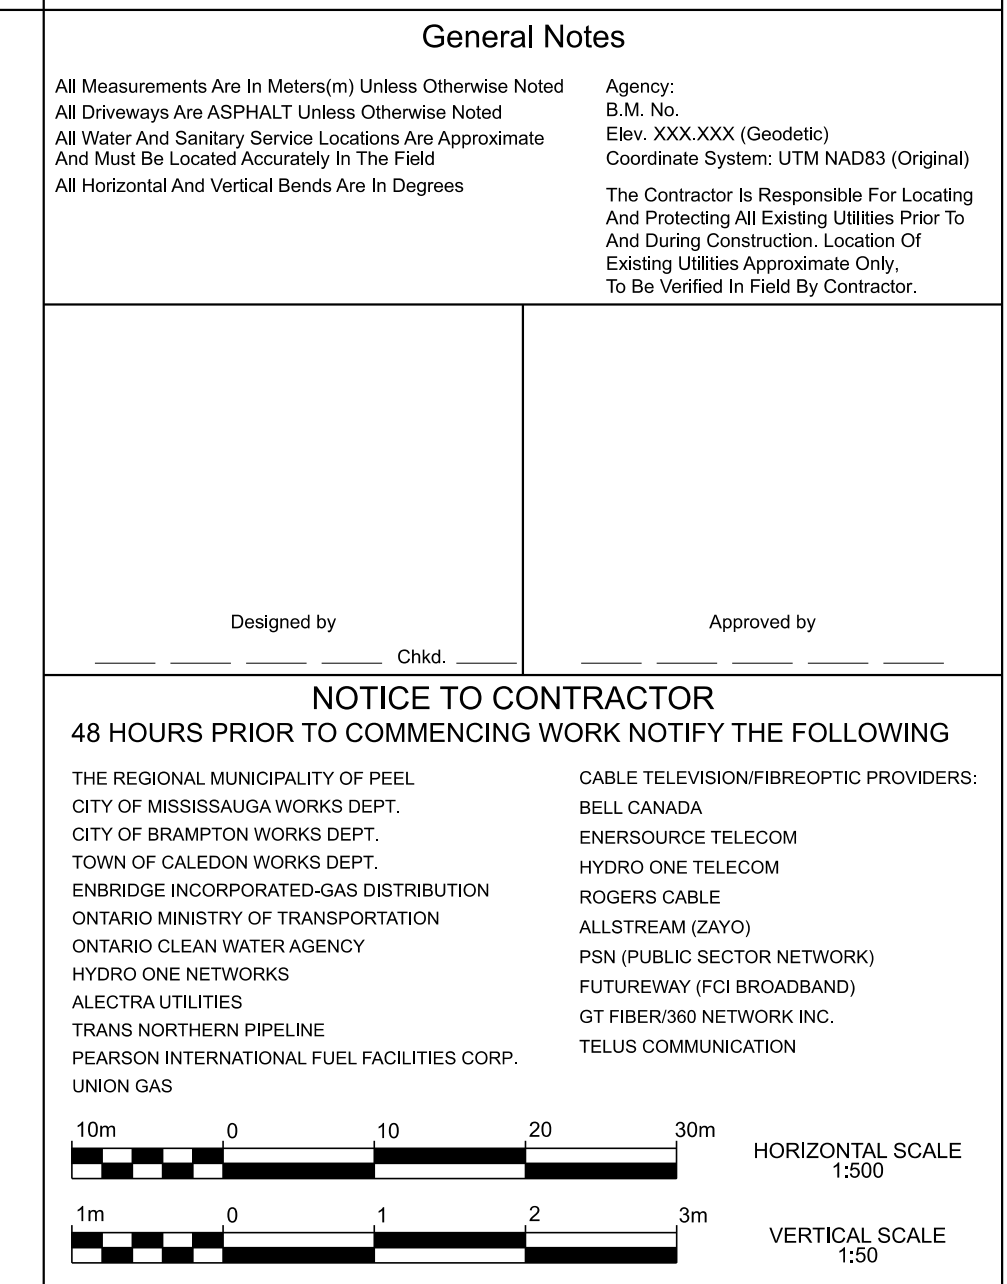 General Notes
All Measurements Are In Meters(m) Unless Otherwise Noted
All Driveways Are ASPHALT Unless Otherwise Noted
All Water And Sanitary Service Locations Are Approximate
And Must Be Located Accurately In The Field
All Horizontal And Vertical Bends Are In Degrees
Agency:
B.M. No.
Elev. XXX.XXX (Geodetic)
Coordinate System: UTM NAD83 (Original)
The Contractor Is Responsible For Locating
And Protecting All Existing Utilities Prior To
And During Construction. Location Of
Existing Utilities Approximate Only,
To Be Verified In Field By Contractor.
Designed by
Chkd.
Approved by
NOTICE TO CONTRACTOR
48 HOURS PRIOR TO COMMENCING WORK NOTIFY THE FOLLOWING
THE REGIONAL MUNICIPALITY OF PEEL
CITY OF MISSISSAUGA WORKS DEPT.
CITY OF BRAMPTON WORKS DEPT.
TOWN OF CALEDON WORKS DEPT.
ENBRIDGE INCORPORATED-GAS DISTRIBUTION
ONTARIO MINISTRY OF TRANSPORTATION
ONTARIO CLEAN WATER AGENCY
HYDRO ONE NETWORKS
ALECTRA UTILITIES
TRANS NORTHERN PIPELINE
PEARSON INTERNATIONAL FUEL FACILITIES CORP.
UNION GAS
CABLE TELEVISION/FIBREOPTIC PROVIDERS:
BELL CANADA
ENERSOURCE TELECOM
HYDRO ONE TELECOM
ROGERS CABLE
ALLSTREAM (ZAYO)
PSN (PUBLIC SECTOR NETWORK)
FUTUREWAY (FCI BROADBAND)
GT FIBER/360 NETWORK INC.
TELUS COMMUNICATION
10m 0 10 20 30m
HORIZONTAL SCALE
1:500
1m 0 1 2 3m
VERTICAL SCALE
1:50